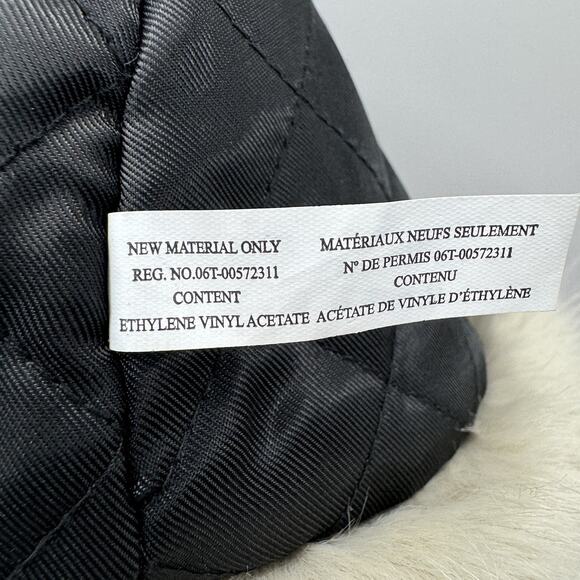 NEW MATERIAL ONLY
REG. NO.06T-00572311
CONTENT
ETHYLENE VINYL ACETATE
MATÉRIAUX NEUFS SEULEMENT
Nº DE PERMIS 06T-00572311
CONTENU
ACÉTATE DE VINYLE D'ÉTHYLÈNE